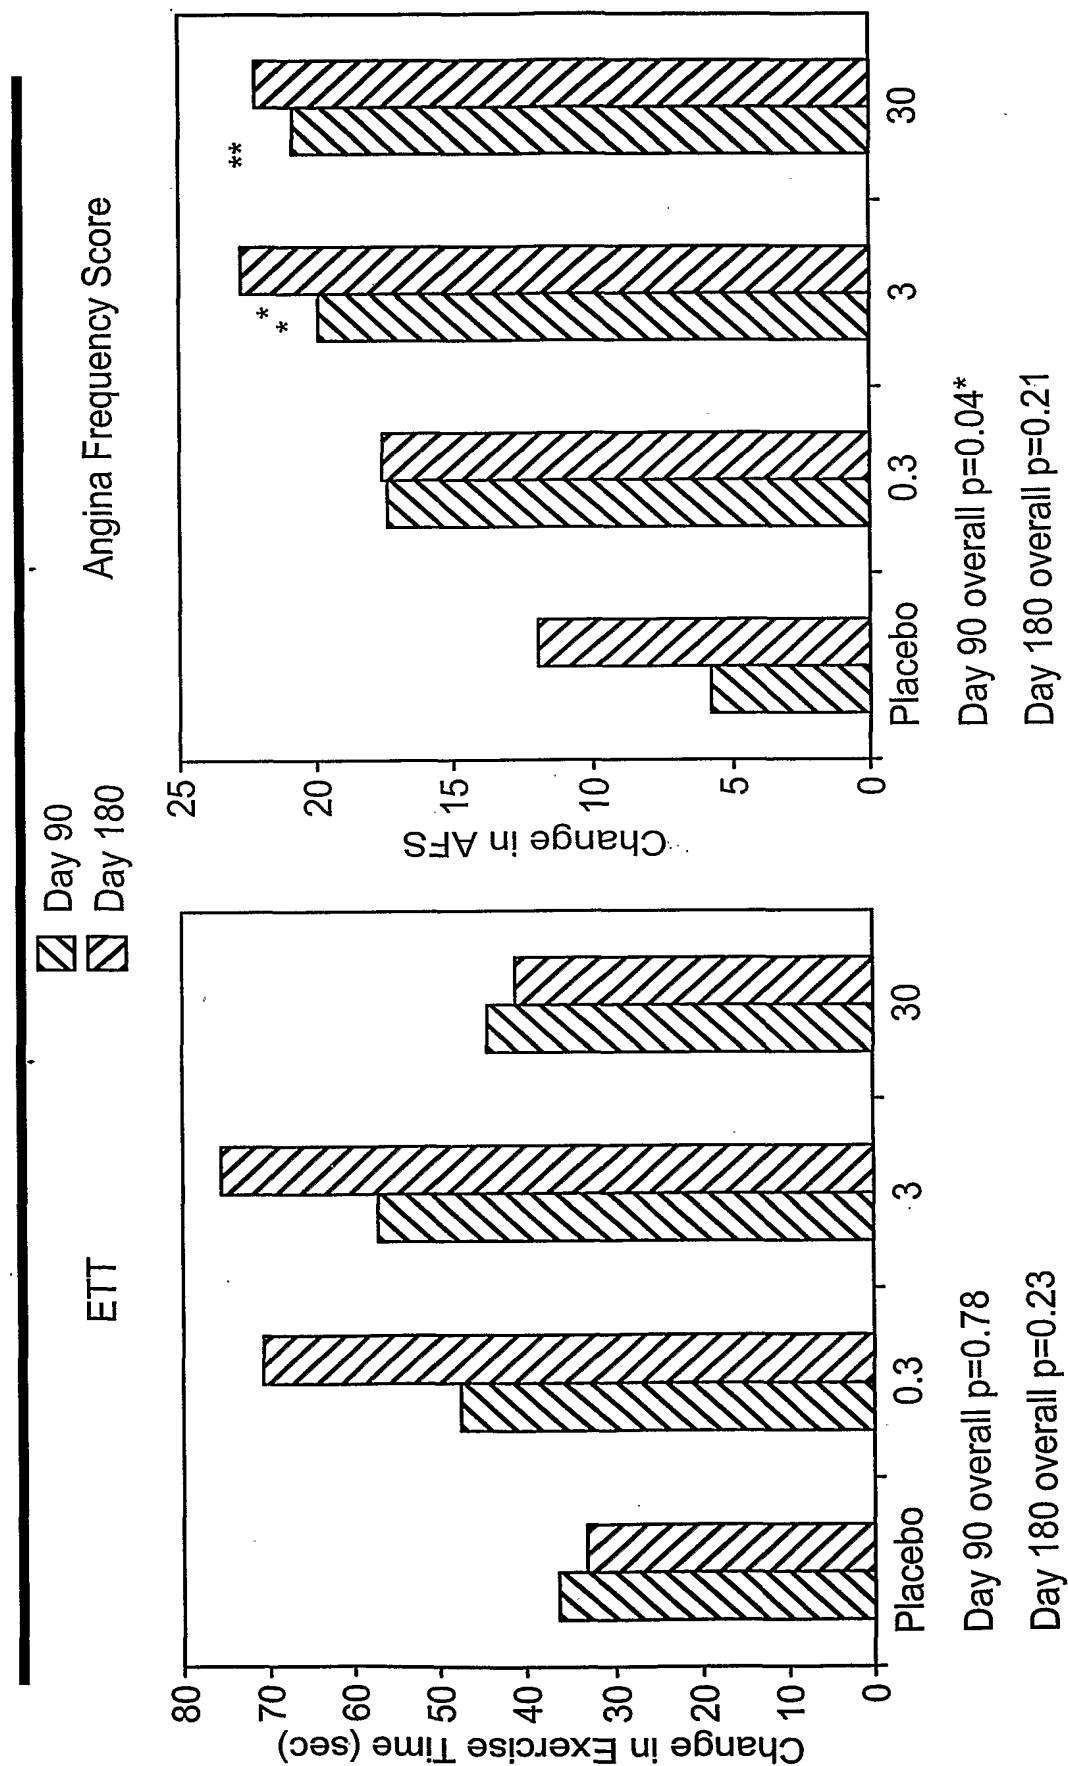 Day 90
Day 180
ETT
Change in Exercise Time (sec)
80
70
60
50
40
30
20
10
0
Placebo
0.3
3
30
Day 90 overall p=0.78
Day 180 overall p=0.23
Angina Frequency Score
Change in AFS
25
20
15
10
5
0
*
*
**
Placebo
0.3
3
30
Day 90 overall p=0.04*
Day 180 overall p=0.21